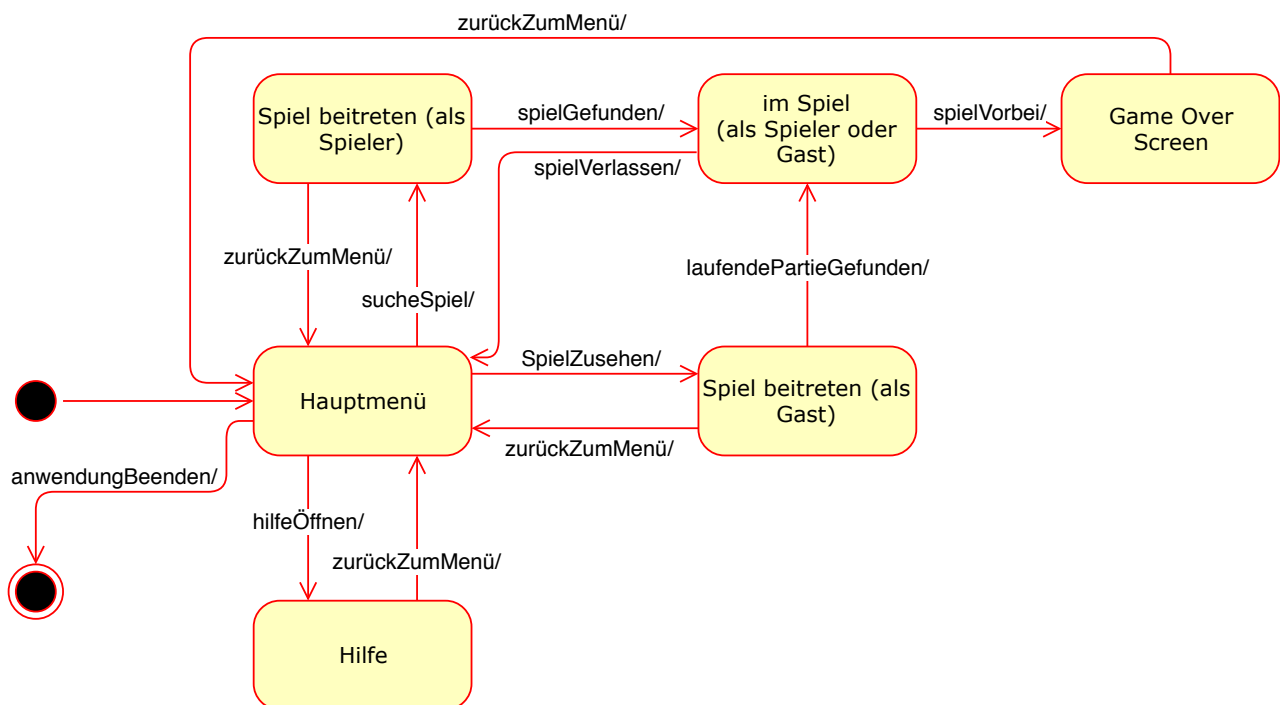 zurückZumMenü/
Spiel beitreten (als
Spieler)
spielGefunden/
im Spiel
(als Spieler oder
Gast)
spielVorbei/
Game Over
Screen
spielVerlassen/
zurückZumMenü/
laufendePartieGefunden/
sucheSpiel/
Hauptmenü
SpielZusehen/
Spiel beitreten (als
Gast)
zurückZumMenü/
anwendungBeenden/
hilfeÖffnen/
zurückZumMenü/
Hilfe